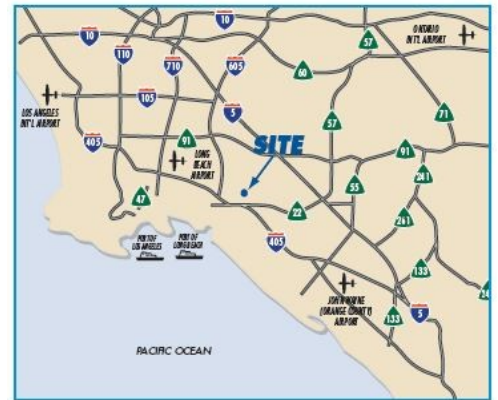 10
10
57
ONTARIO
INT'L AIRPORT
110
710
605
60
LOS ANGELES
INT'L AIRPORT
105
5
57
71
405
91
LONG
BEACH
AIRPORT
SITE
91
241
55
47
22
261
PORT OF
LOS ANGELES
PORT OF
LONG BEACH
405
133
JOHN WAYNE
(ORANGE COUNTY)
AIRPORT
133
5
PACIFIC OCEAN